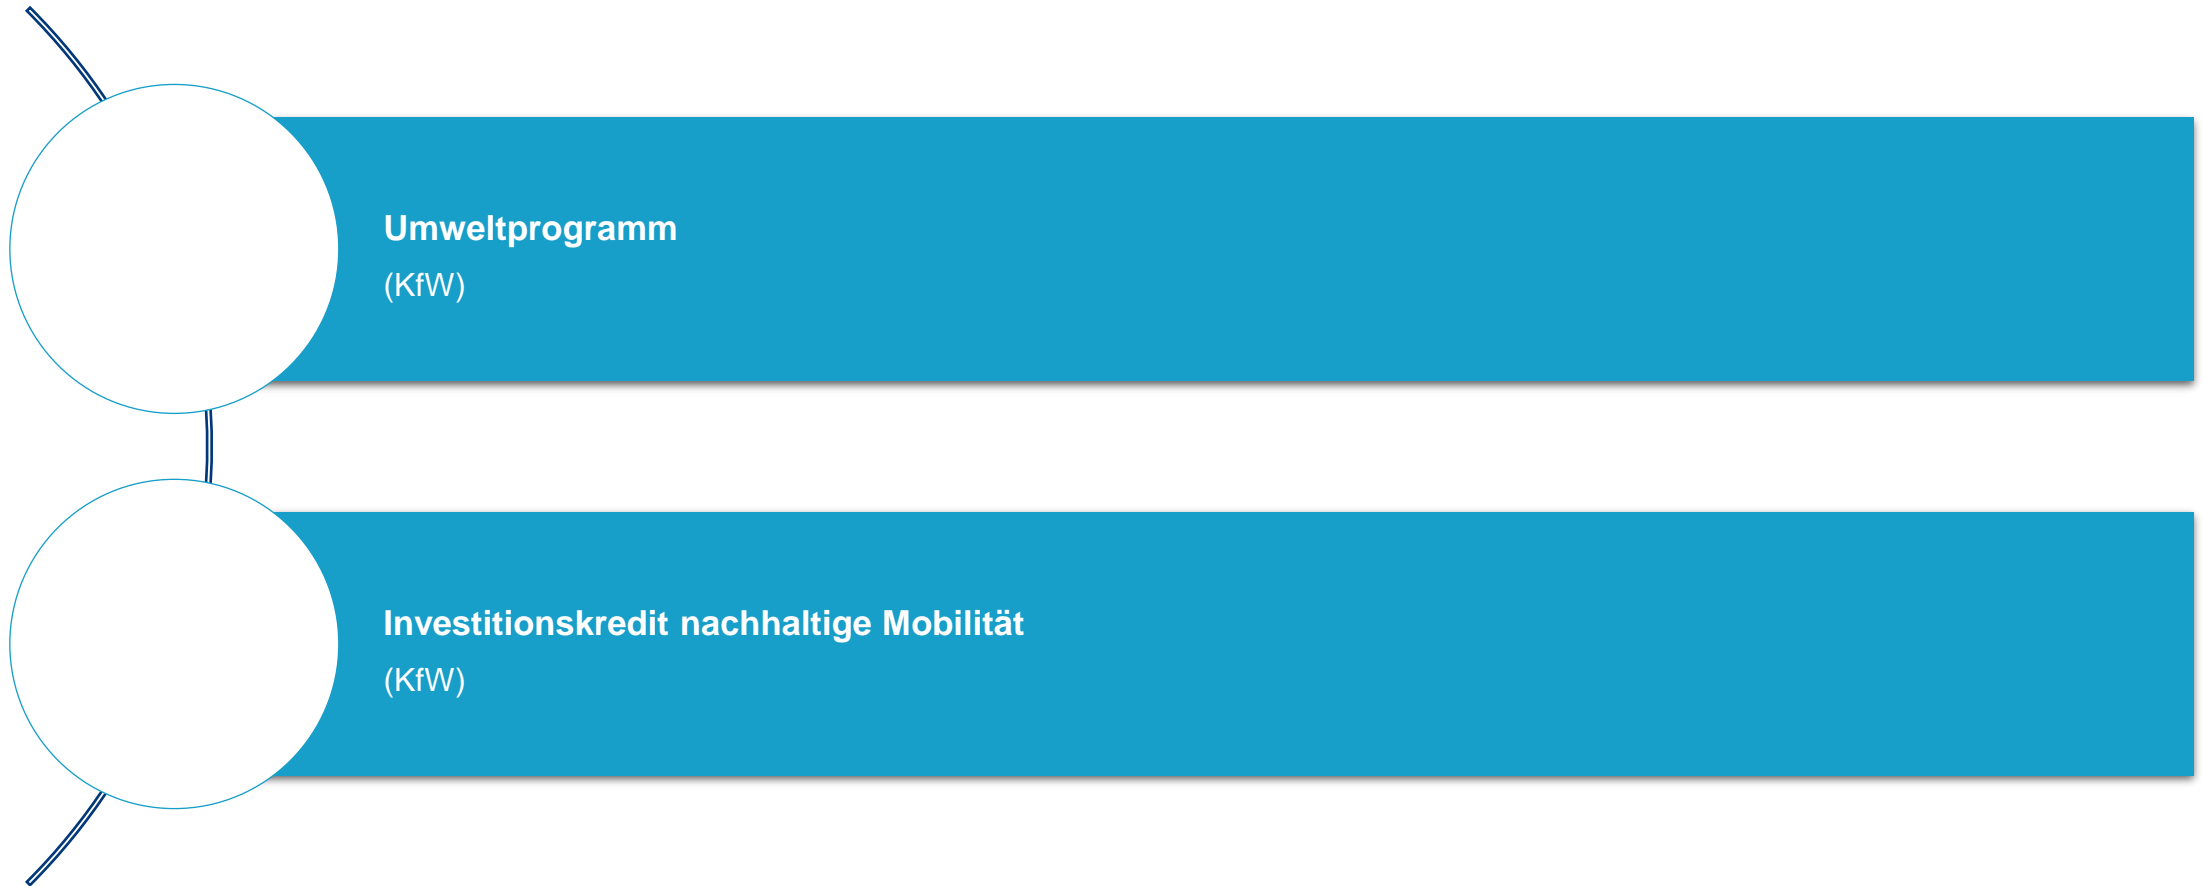 Umweltprogramm
(KfW)
Investitionskredit nachhaltige Mobilität
(KfW)